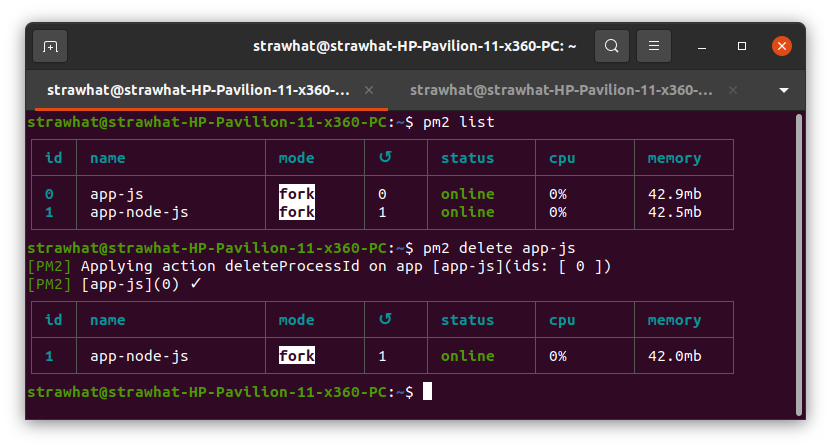 strawhat@strawhat-HP-Pavilion-11-x360-PC: ~
strawhat@strawhat-HP-Pavilion-11-x360-... × strawhat@strawhat-HP-Pavilion-11-x360-... ×
strawhat@strawhat-HP-Pavilion-11-x360-PC:~$ pm2 list
id name mode ↺ status cpu memory
0 app-js fork 0 online 0% 42.9mb
1 app-node-js fork 1 online 0% 42.5mb
strawhat@strawhat-HP-Pavilion-11-x360-PC:~$ pm2 delete app-js
[PM2] Applying action deleteProcessId on app [app-js](ids: [ 0 ])
[PM2] [app-js](0) ✓
id name mode ↺ status cpu memory
1 app-node-js fork 1 online 0% 42.0mb
strawhat@strawhat-HP-Pavilion-11-x360-PC:~$